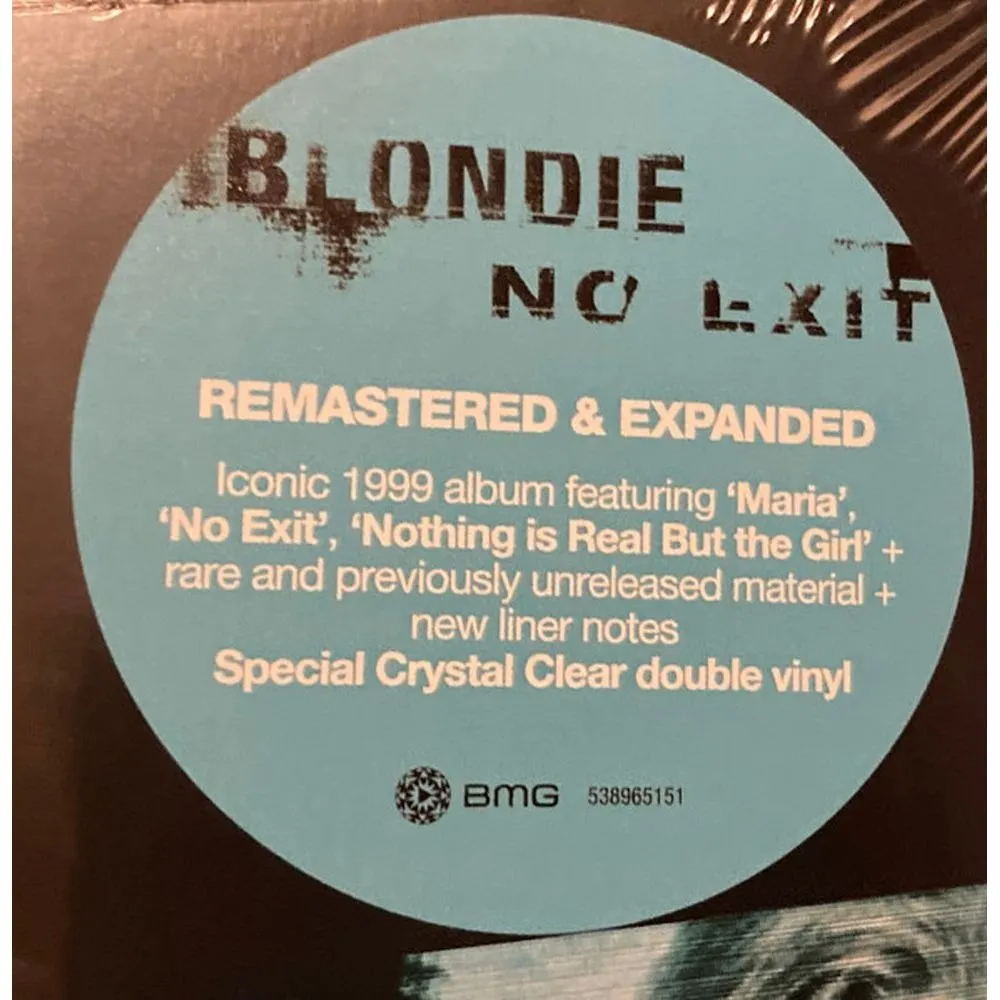 BLONDIE
NO EXIT
REMASTERED & EXPANDED
Iconic 1999 album featuring ‘Maria’,
‘No Exit’, ‘Nothing is Real But the Girl’ +
rare and previously unreleased material +
new liner notes
Special Crystal Clear double vinyl
BMG 538965151